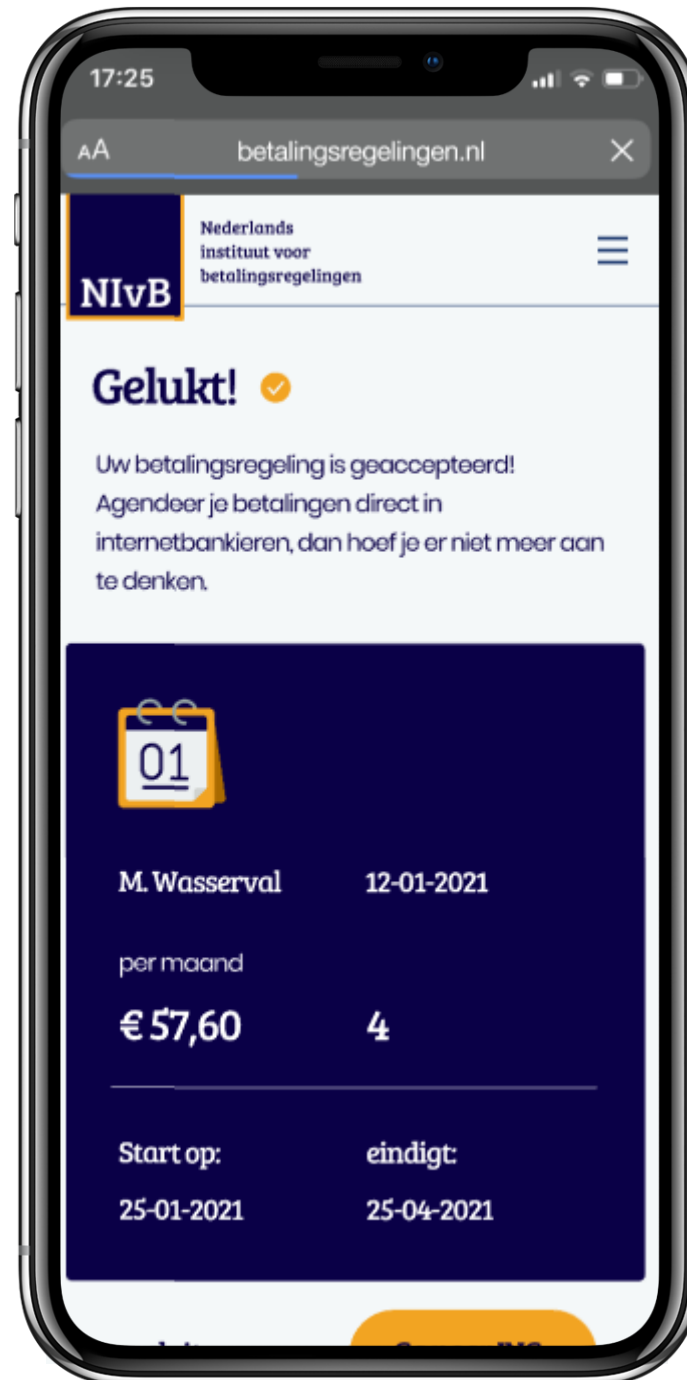 17:25
AA betalingsregelingen.nl
Nederlands
instituut voor
betalingsregelingen
NIvB
Gelukt!
Uw betalingsregeling is geaccepteerd!
Agendeer je betalingen direct in
internetbankieren, dan hoef je er niet meer aan
te denken.
01
M. Wasserval 12-01-2021
per maand
€ 57,60 4
Start op: eindigt:
25-01-2021 25-04-2021